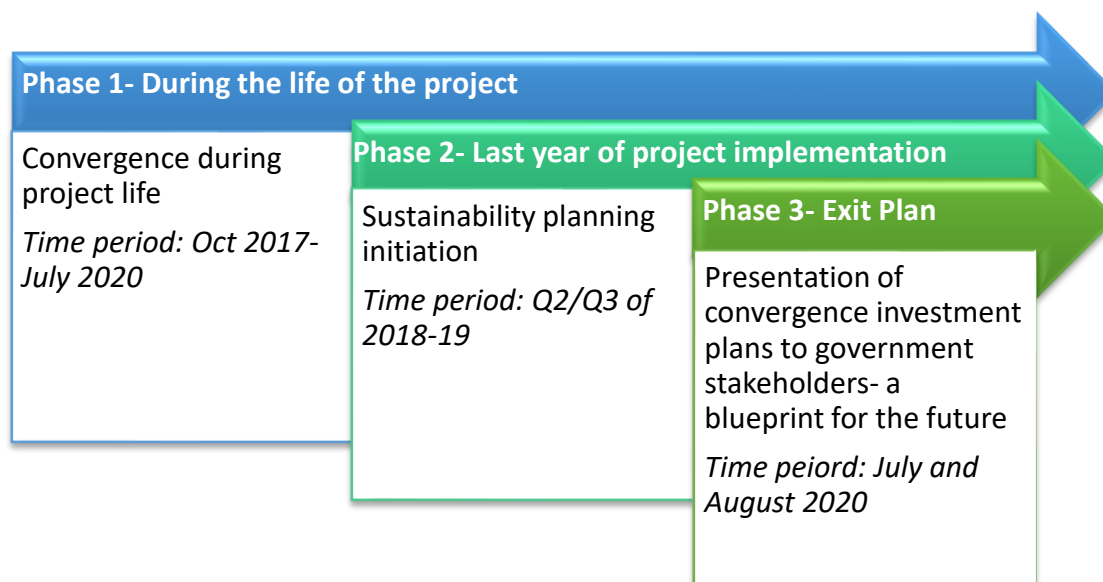 Phase 1- During the life of the project
Convergence during
project life
Time period: Oct 2017-
July 2020
Phase 2- Last year of project implementation
Sustainability planning
initiation
Time period: Q2/Q3 of
2018-19
Phase 3- Exit Plan
Presentation of
convergence investment
plans to government
stakeholders- a
blueprint for the future
Time peiord: July and
August 2020